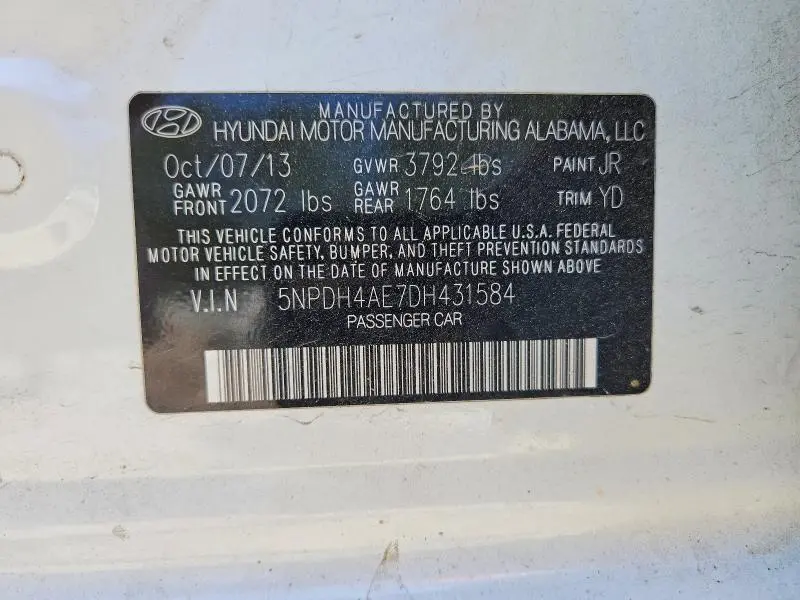 MANUFACTURED BY
HYUNDAI MOTOR MANUFACTURING ALABAMA, LLC
Oct/07/13 GVWR 3792 lbs PAINT JR
GAWR FRONT 2072 lbs GAWR REAR 1764 lbs TRIM YD
THIS VEHICLE CONFORMS TO ALL APPLICABLE U.S.A. FEDERAL
MOTOR VEHICLE SAFETY, BUMPER, AND THEFT PREVENTION STANDARDS
IN EFFECT ON THE DATE OF MANUFACTURE SHOWN ABOVE
V.I.N 5NPDH4AE7DH431584
PASSENGER CAR